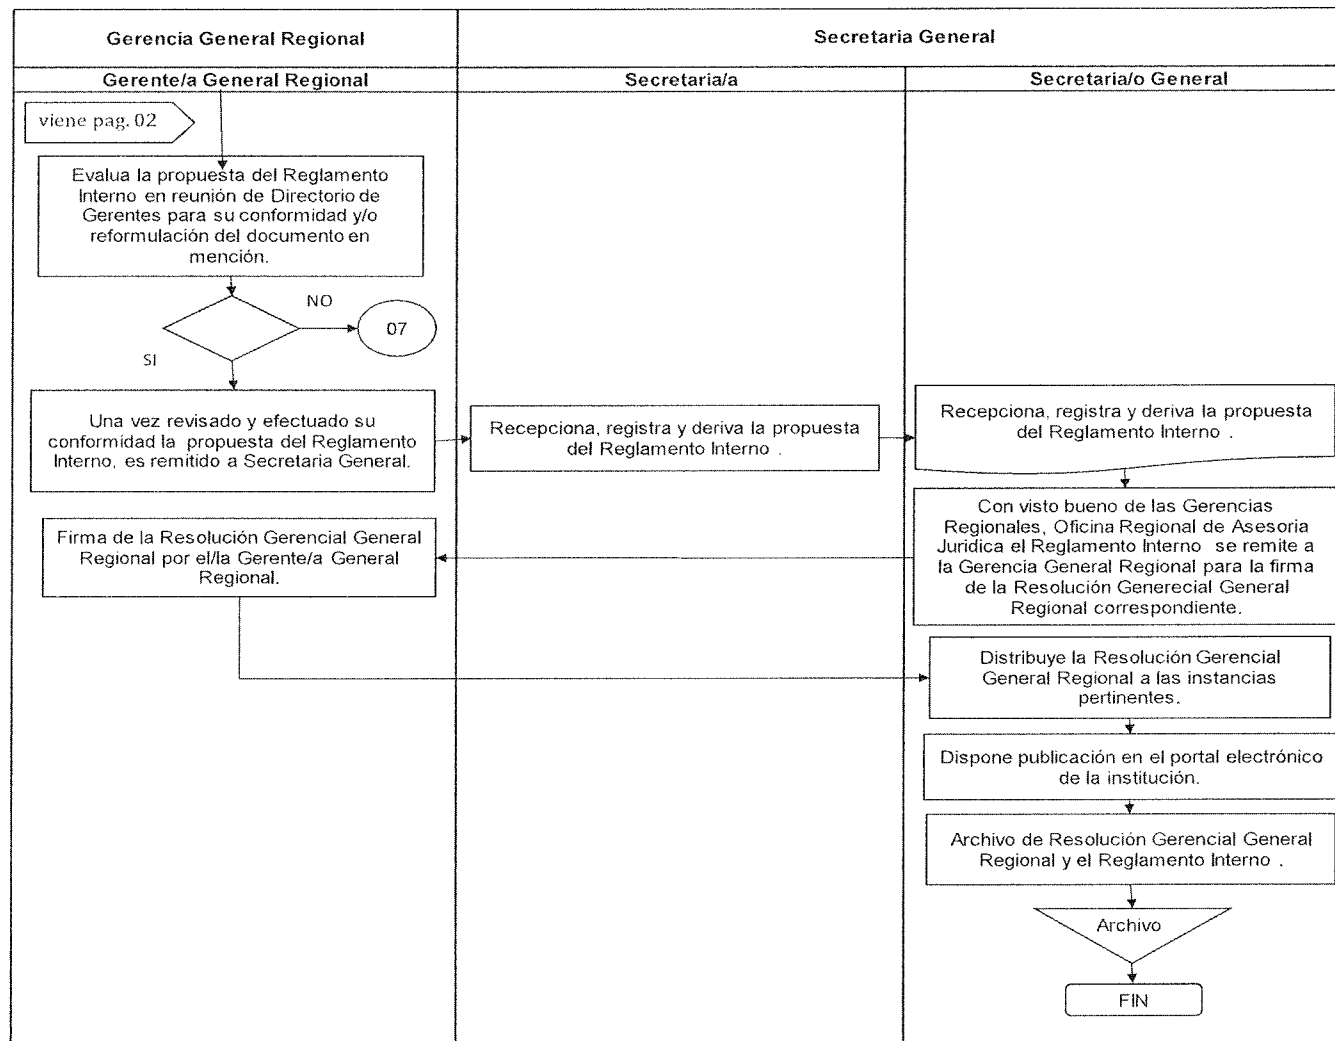 Gerencia General Regional
Secretaria General
Gerente/a General Regional
Secretaria/a
Secretaria/o General
viene pag. 02
Evalua la propuesta del Reglamento
Interno en reunión de Directorio de
Gerentes para su conformidad y/o
reformulación del documento en
mención.
NO
07
SI
Una vez revisado y efectuado su
conformidad la propuesta del Reglamento
Interno, es remitido a Secretaria General.
Recepciona, registra y deriva la propuesta
del Reglamento Interno .
Recepciona, registra y deriva la propuesta
del Reglamento Interno .
Con visto bueno de las Gerencias
Regionales, Oficina Regional de Asesoria
Juridica el Reglamento Interno se remite a
la Gerencia General Regional para la firma
de la Resolución Generecial General
Regional correspondiente.
Firma de la Resolución Gerencial General
Regional por el/la Gerente/a General
Regional.
Distribuye la Resolución Gerencial
General Regional a las instancias
pertinentes.
Dispone publicación en el portal electrónico
de la institución.
Archivo de Resolución Gerencial General
Regional y el Reglamento Interno .
Archivo
FIN